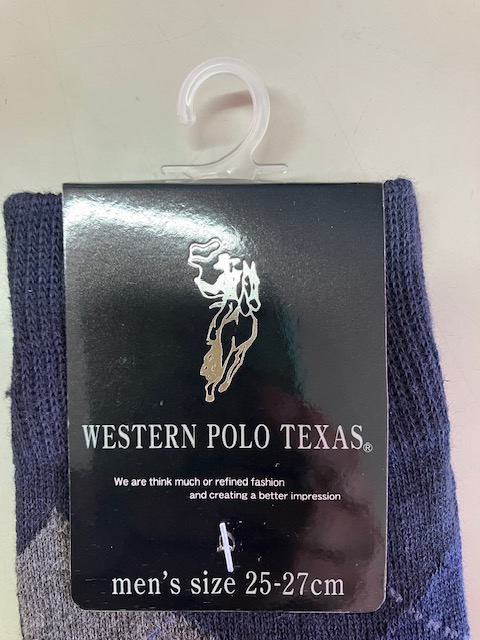 WESTERN POLO TEXAS®
We are think much or refined fashion
and creating a better impression
men's size 25-27cm